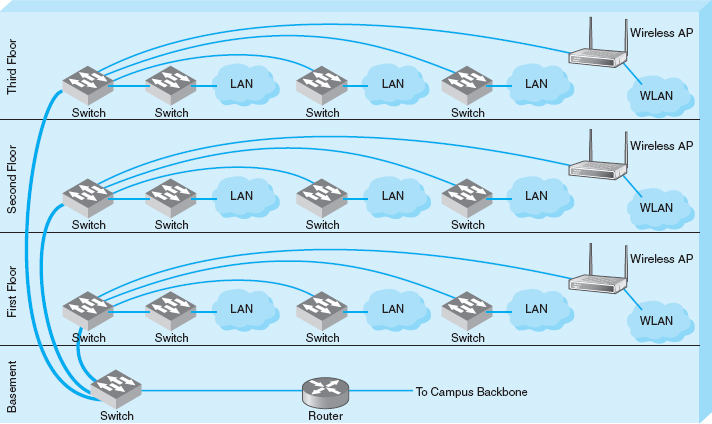 Third Floor
Wireless AP
LAN
LAN
LAN
WLAN
Switch
Switch
Switch
Switch
Second Floor
Wireless AP
LAN
LAN
LAN
WLAN
Switch
Switch
Switch
Switch
First Floor
Wireless AP
LAN
LAN
LAN
WLAN
Switch
Switch
Switch
Switch
Basement
To Campus Backbone
Switch
Router